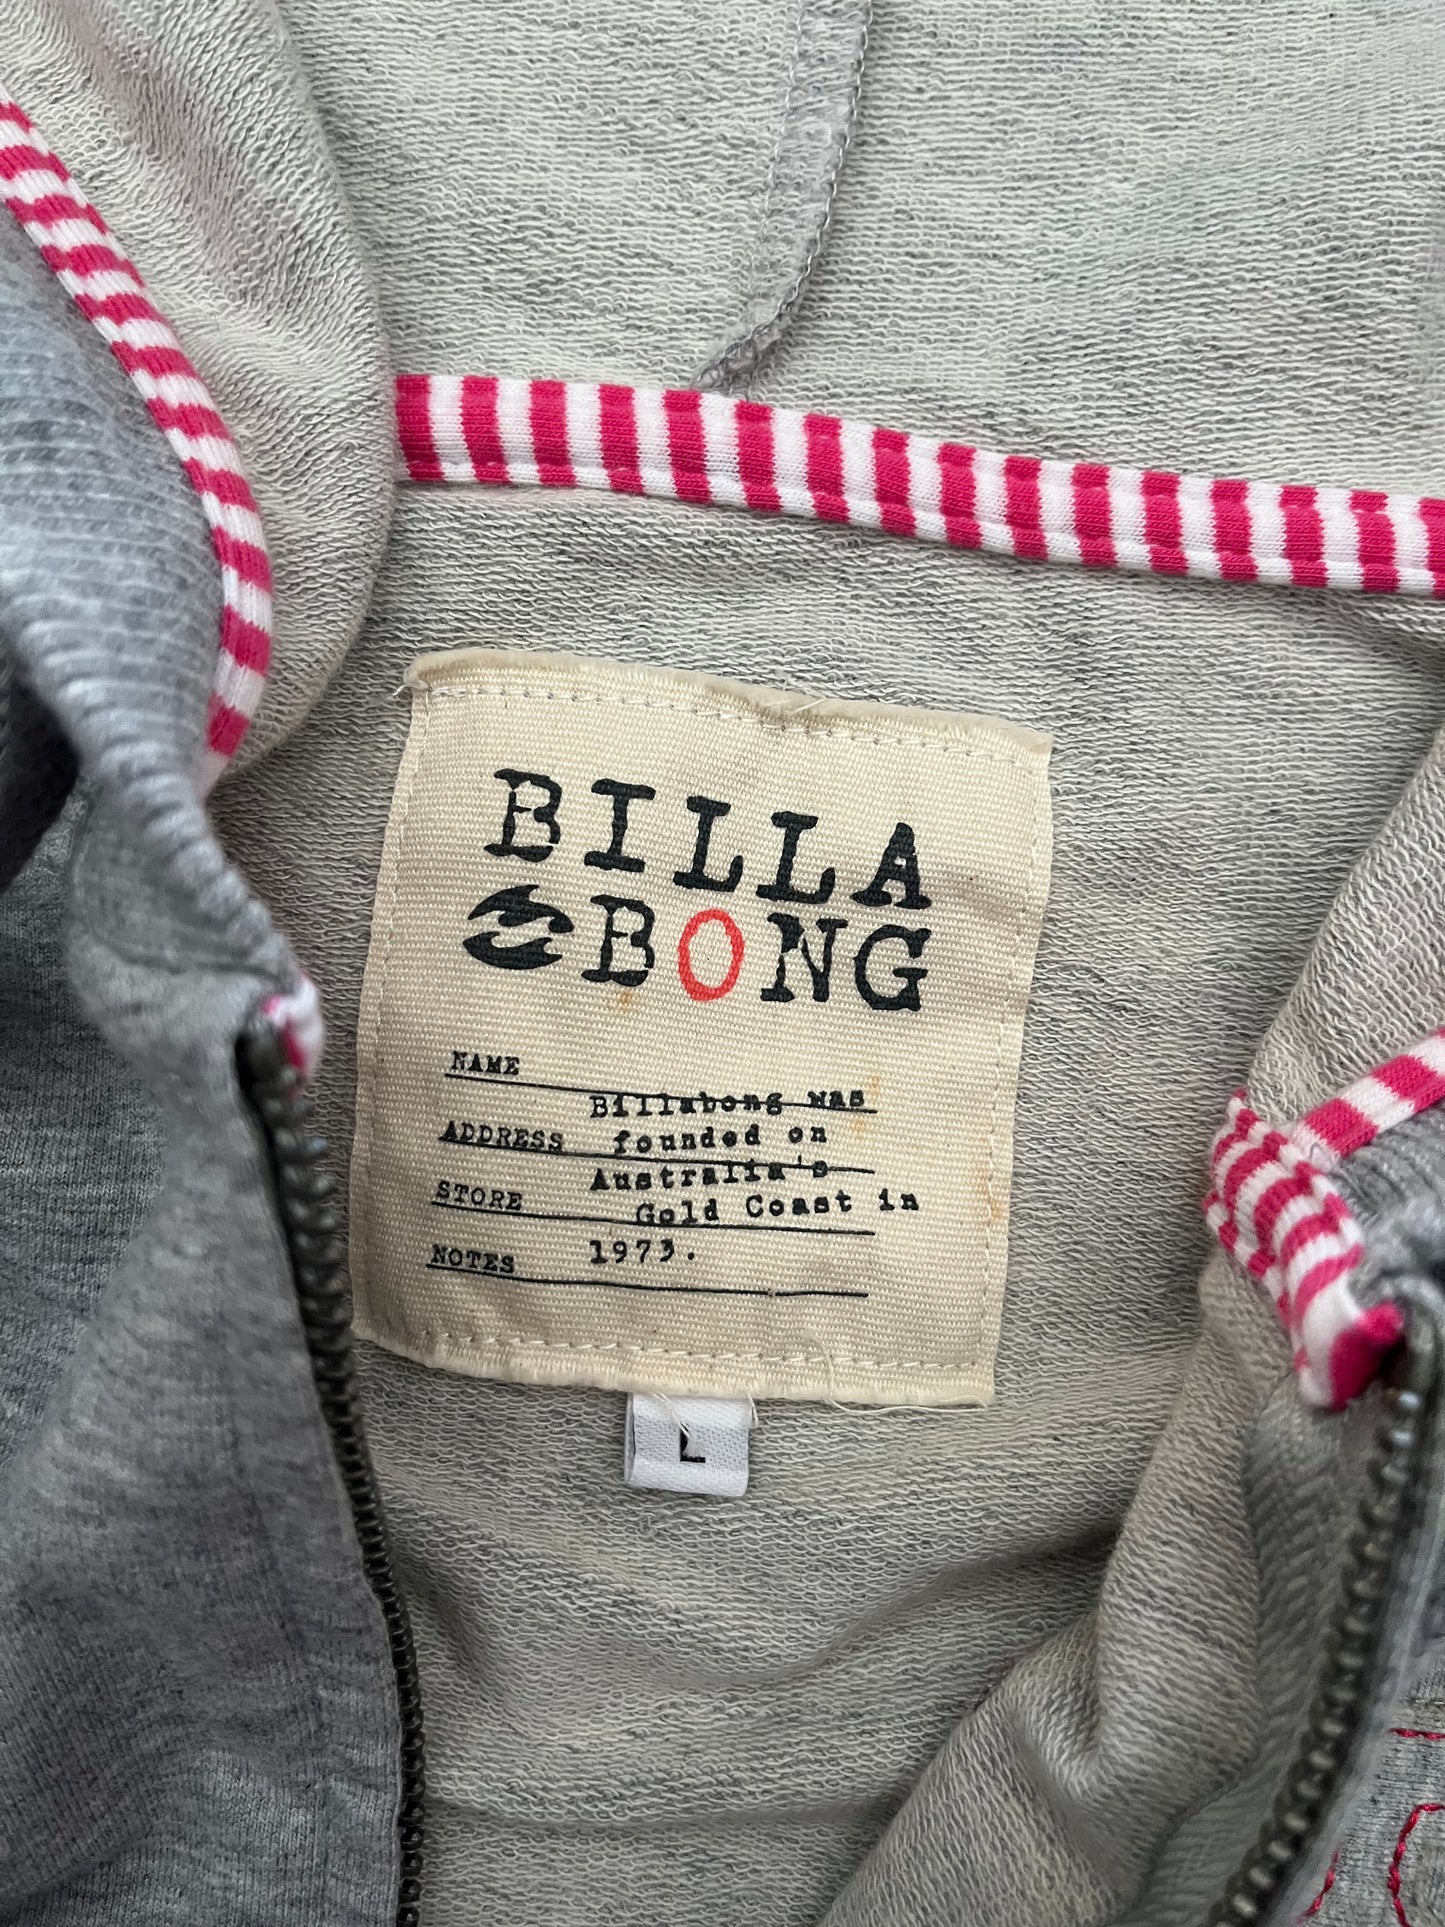 BILLA
BONG
NAME
Billabong was
ADDRESS founded on
Australia's
STORE Gold Coast in
NOTES 1973.
L